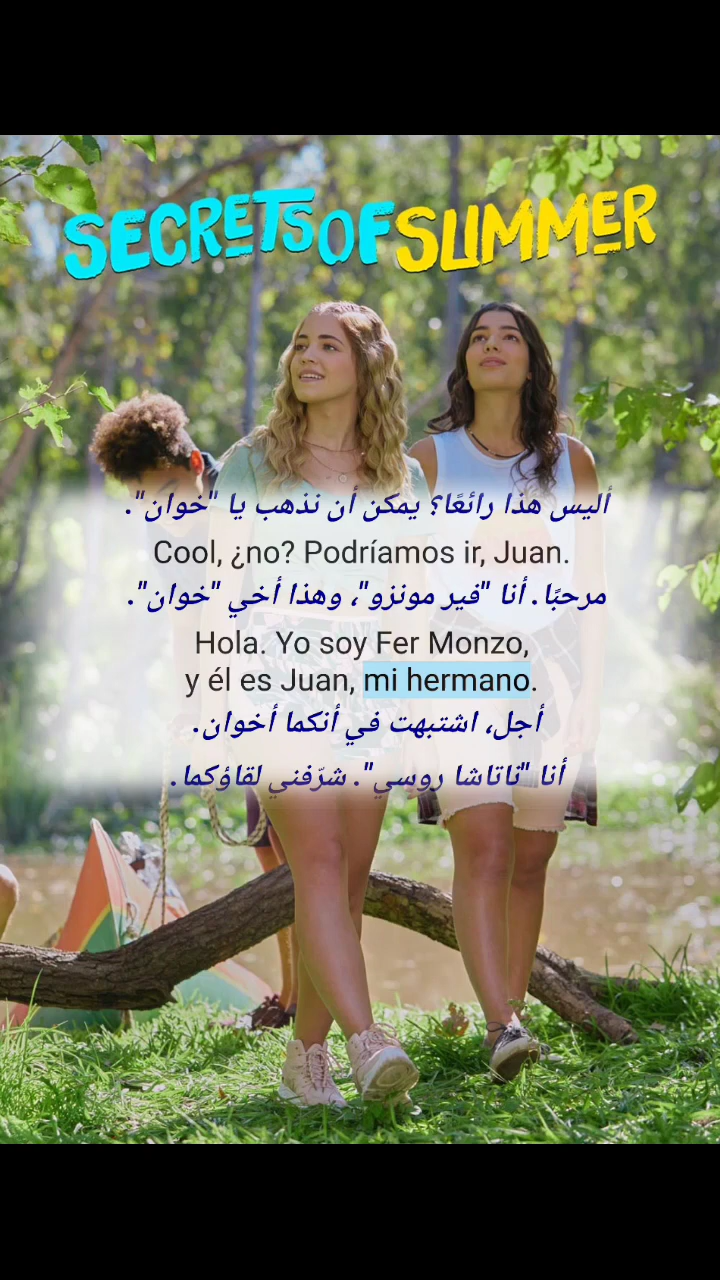 SECRETS OF SUMMER
أليس هذا رائعًا؟ يمكن أن نذهب يا "خوان".
Cool, ¿no? Podríamos ir, Juan.
مرحبًا. أنا "فير مونزو"، وهذا أخي "خوان".
Hola. Yo soy Fer Monzo,
y él es Juan, mi hermano.
أجل، اشتبهت في أنكما أخوان.
أنا "ناتاشا روسي". شرّفني لقاؤكما.